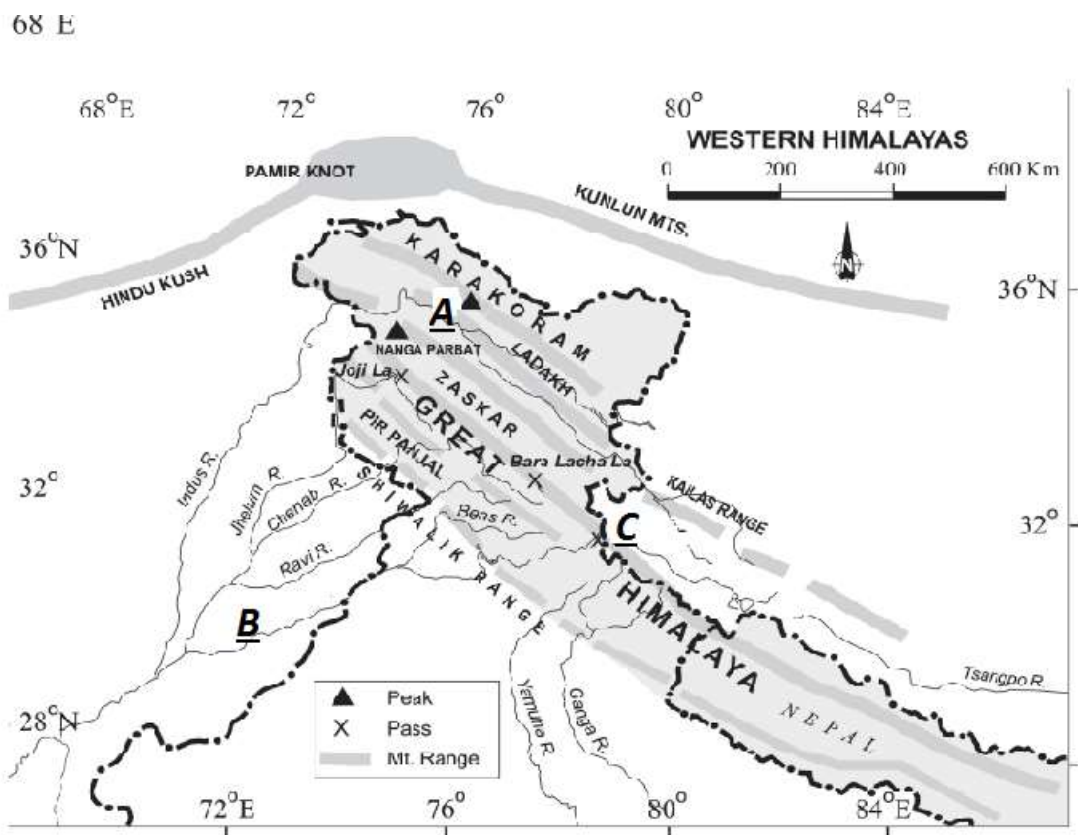 68 E
68°E
72°
76°E
80°
84°E
WESTERN HIMALAYAS
0 200 400 600 Km
PAMIR KNOT
KUNLUN MTS.
36°N
HINDU KUSH
N
36°N
KARAKORAM
A
NANGA PARBAT
LADAKH
Joji La
ZASKAR
GREAT
PIR PANJAL
Bara Lacha La
32°
Indus R.
Jhelum R.
Chenab R.
SHIWALIK RANGE
Beas R.
KAILAS RANGE
C
32°
Ravi R.
HIMALAYA
B
Tsangpo R.
Peak
Pass
Mt. Range
Yamuna R.
Ganga R.
NEPAL
28°N
72°E
76°E
80°
84°E